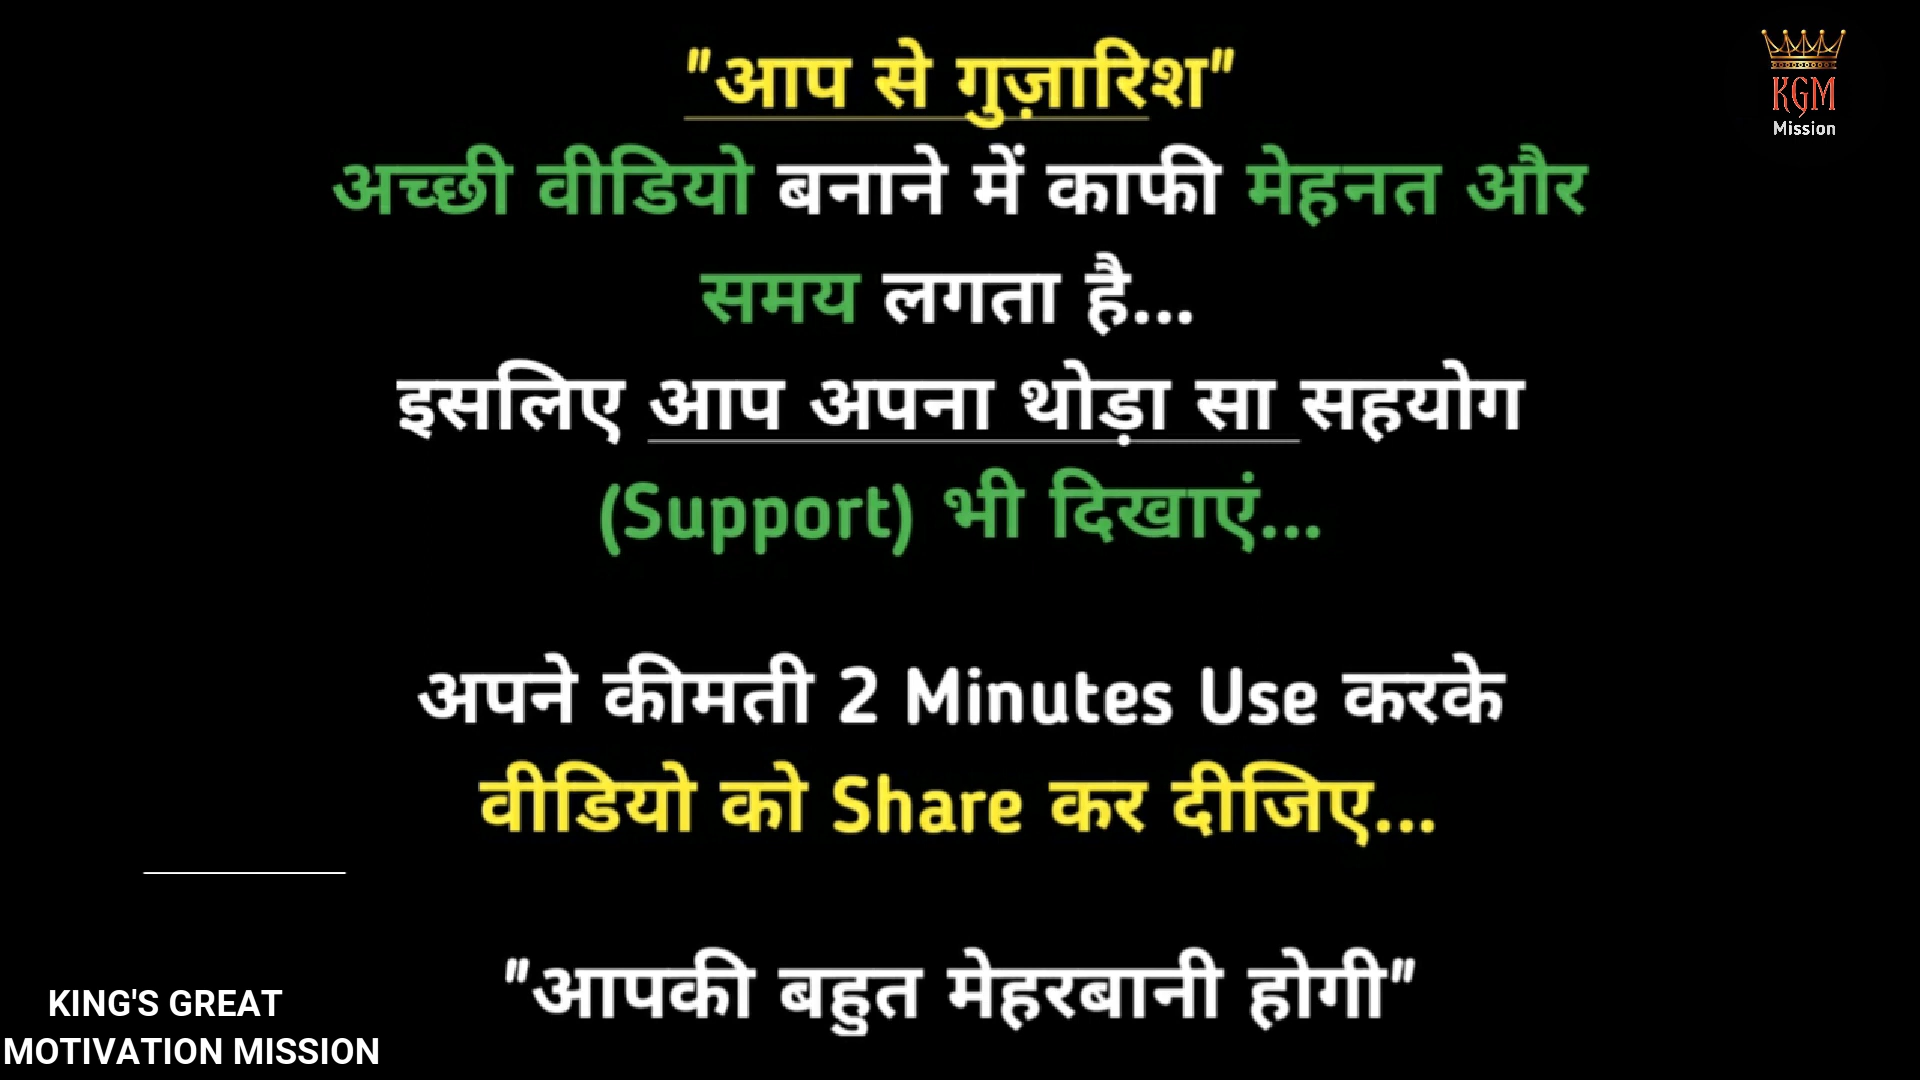 "आप से गुज़ारिश"
अच्छी वीडियो बनाने में काफी मेहनत और
समय लगता है...
इसलिए आप अपना थोड़ा सा सहयोग
(Support) भी दिखाएं...
अपने कीमती 2 Minutes Use करके
वीडियो को Share कर दीजिए...
"आपकी बहुत मेहरबानी होगी"
KGM
Mission
KING'S GREAT
MOTIVATION MISSION